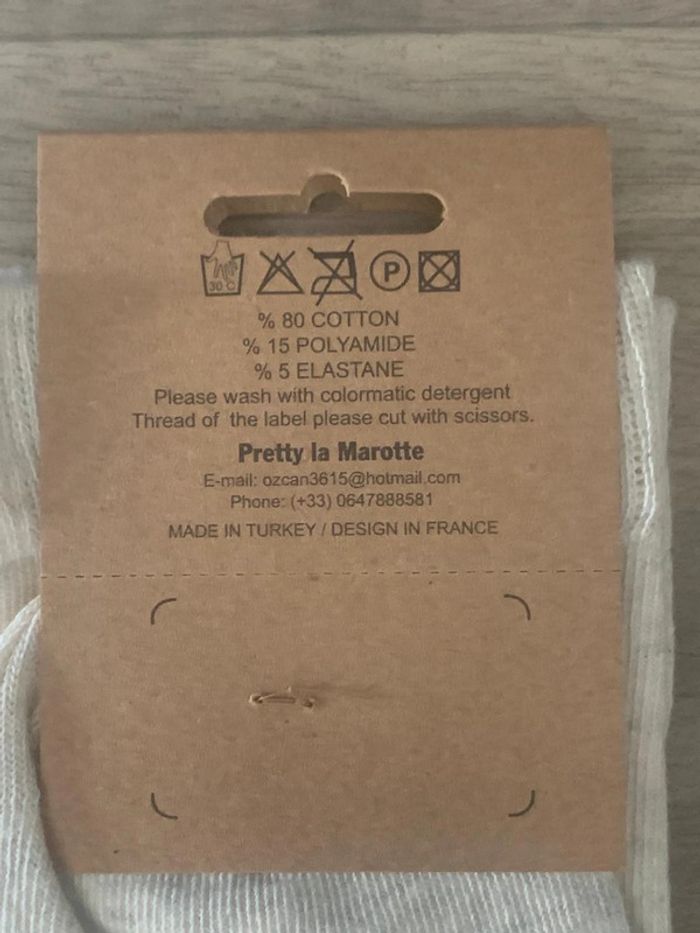 30 C
P
% 80 COTTON
% 15 POLYAMIDE
% 5 ELASTANE
Please wash with colormatic detergent
Thread of the label please cut with scissors.
Pretty la Marotte
E-mail: ozcan3615@hotmail.com
Phone: (+33) 0647888581
MADE IN TURKEY / DESIGN IN FRANCE